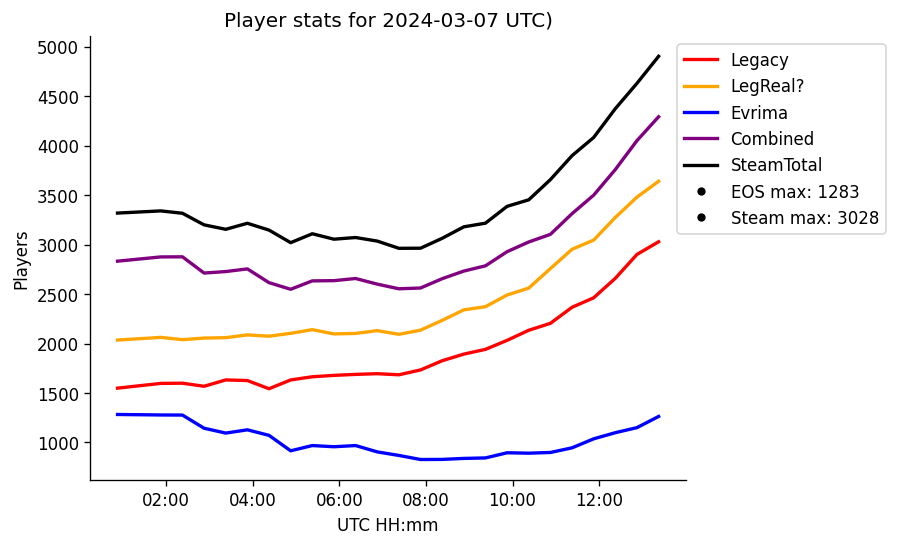 Player stats for 2024-03-07 UTC)
5000
4500
4000
3500
3000
2500
2000
1500
1000
Players
02:00 04:00 06:00 08:00 10:00 12:00
UTC HH:mm
Legacy
LegReal?
Evrima
Combined
SteamTotal
EOS max: 1283
Steam max: 3028